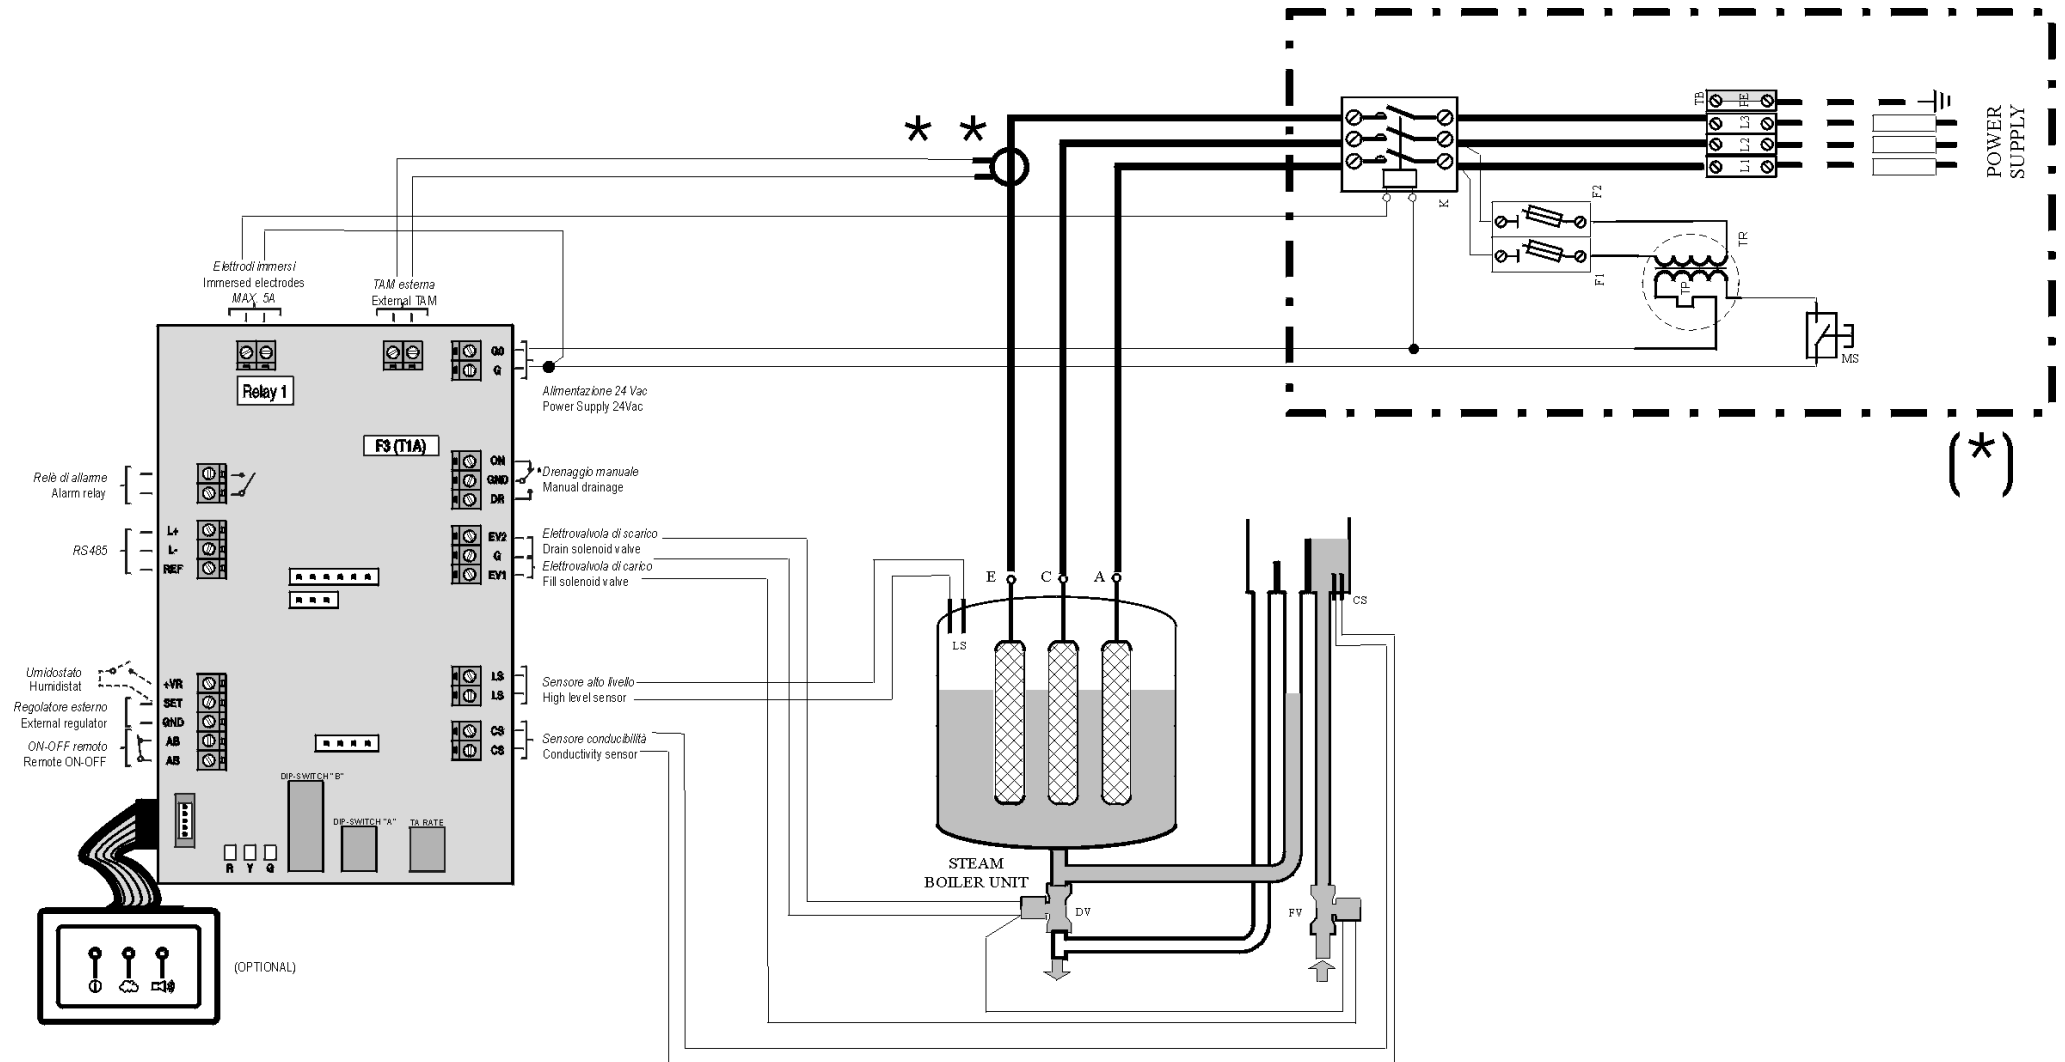 TB
PE
L3
L2
L1
POWER
SUPPLY
* *
K
F2
F1
TR
TP
MS
(*)
Elettrodi immersi
Immersed electrodes
MAX. 5A
TAM esterna
External TAM
Relay 1
G0
G
Alimentazione 24 Vac
Power Supply 24Vac
F3 (T1A)
Relè di allarme
Alarm relay
ON
GND
DR
Drenaggio manuale
Manual drainage
RS485
L+
L-
REF
EV2
G
EV1
Elettrovalvola di scarico
Drain solenoid valve
Elettrovalvola di carico
Fill solenoid valve
E
C
A
CS
LS
Umidostato
Humidistat
Regolatore esterno
External regulator
ON-OFF remoto
Remote ON-OFF
+VR
SET
GND
AB
AB
LS
LS
Sensore alto livello
High level sensor
CS
CS
Sensore conducibilità
Conductivity sensor
DIP-SWITCH "B"
DIP-SWITCH "A"
TA RATE
R Y G
STEAM
BOILER UNIT
DV
FV
(OPTIONAL)